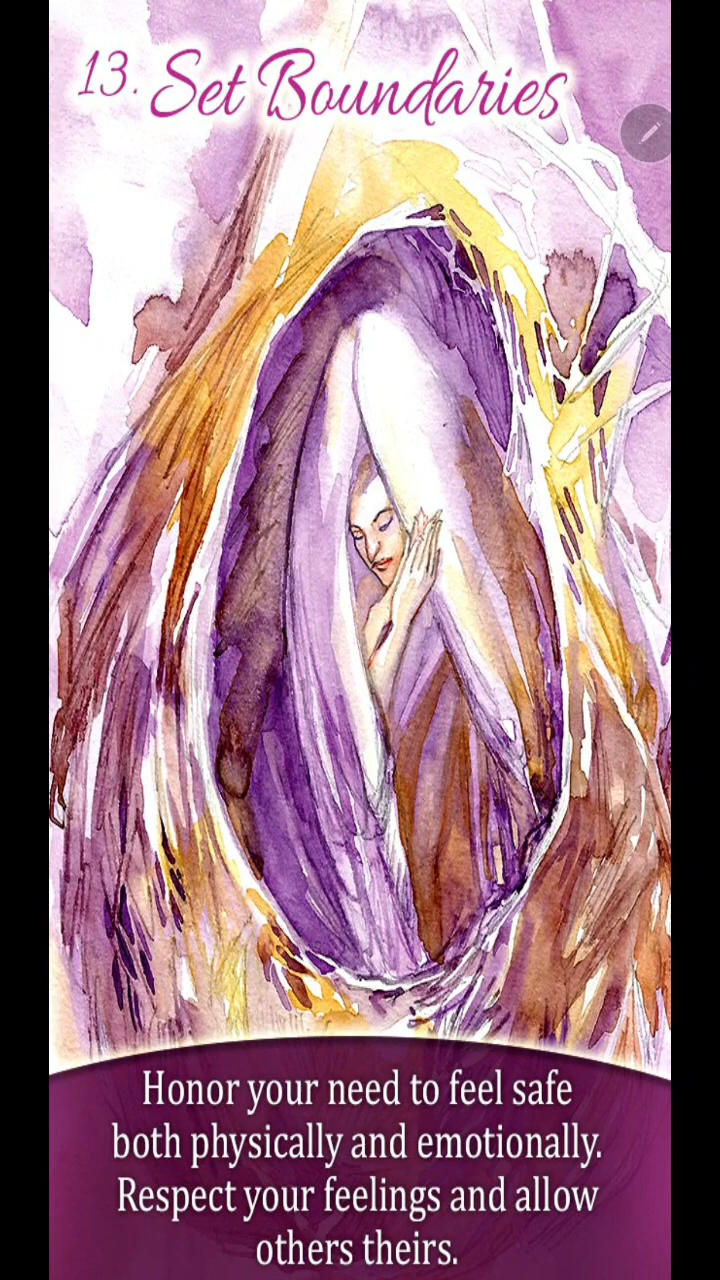 13. Set Boundaries
Honor your need to feel safe
both physically and emotionally.
Respect your feelings and allow
others theirs.